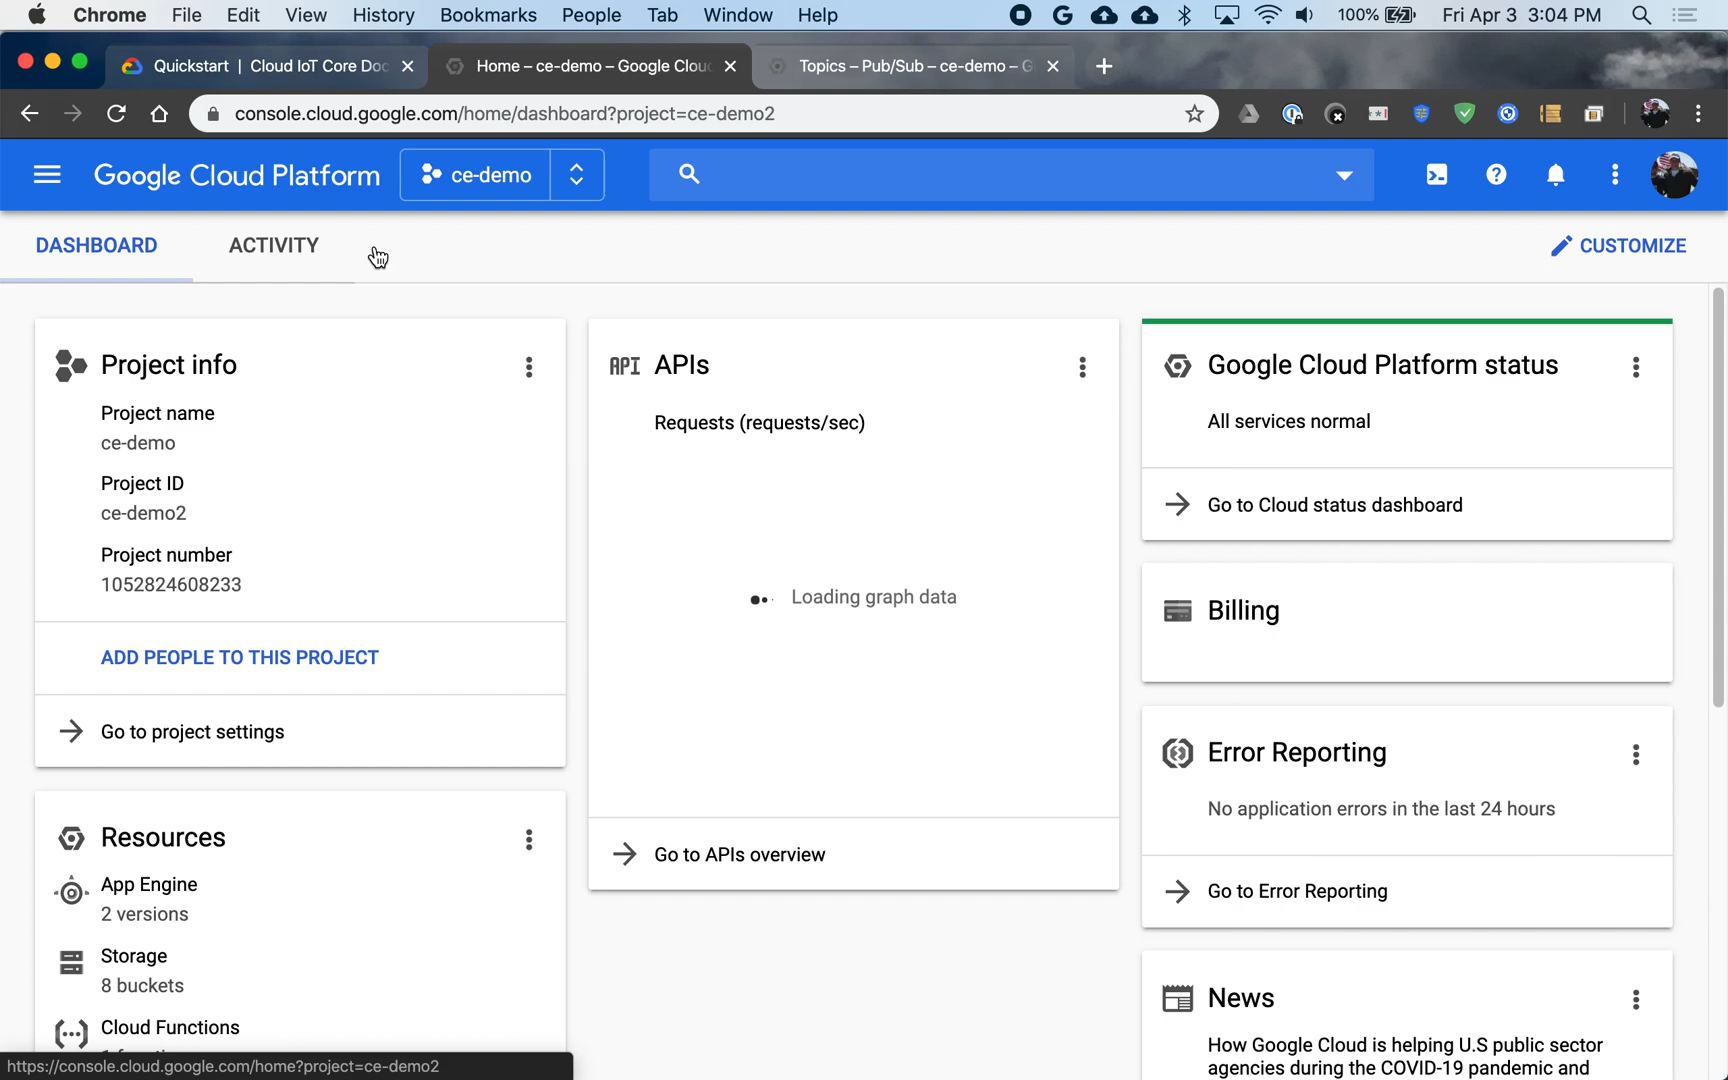 Chrome File Edit View History Bookmarks People Tab Window Help 100% Fri Apr 3 3:04 PM
Quickstart | Cloud IoT Core Doc Home – ce-demo – Google Clou Topics – Pub/Sub – ce-demo – G
console.cloud.google.com/home/dashboard?project=ce-demo2
Google Cloud Platform ce-demo
DASHBOARD ACTIVITY CUSTOMIZE
Project info
Project name
ce-demo
Project ID
ce-demo2
Project number
1052824608233
ADD PEOPLE TO THIS PROJECT
Go to project settings
Resources
App Engine
2 versions
Storage
8 buckets
Cloud Functions
API APIs
Requests (requests/sec)
Loading graph data
Go to APIs overview
Google Cloud Platform status
All services normal
Go to Cloud status dashboard
Billing
Error Reporting
No application errors in the last 24 hours
Go to Error Reporting
News
How Google Cloud is helping U.S public sector
agencies during the COVID-19 pandemic and
https://console.cloud.google.com/home?project=ce-demo2